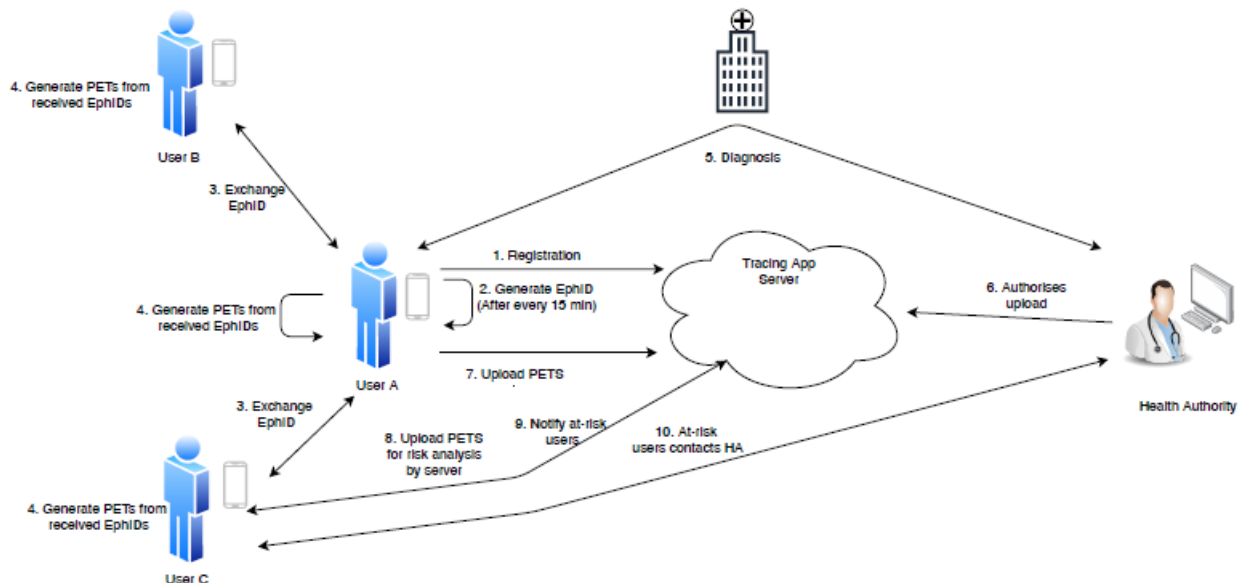 4. Generate PETs from
received EphIDs
User B
5. Diagnosis
3. Exchange
EphID
1. Registration
Tracing App
Server
2. Generate EphID
(After every 15 min)
6. Authorises
upload
4. Generate PETs from
received EphIDs
7. Upload PETS
User A
Health Authority
3. Exchange
EphID
9. Notify at-risk
users
10. At-risk
users contacts HA
8. Upload PETS
for risk analysis
by server
4. Generate PETs from
received EphIDs
User C